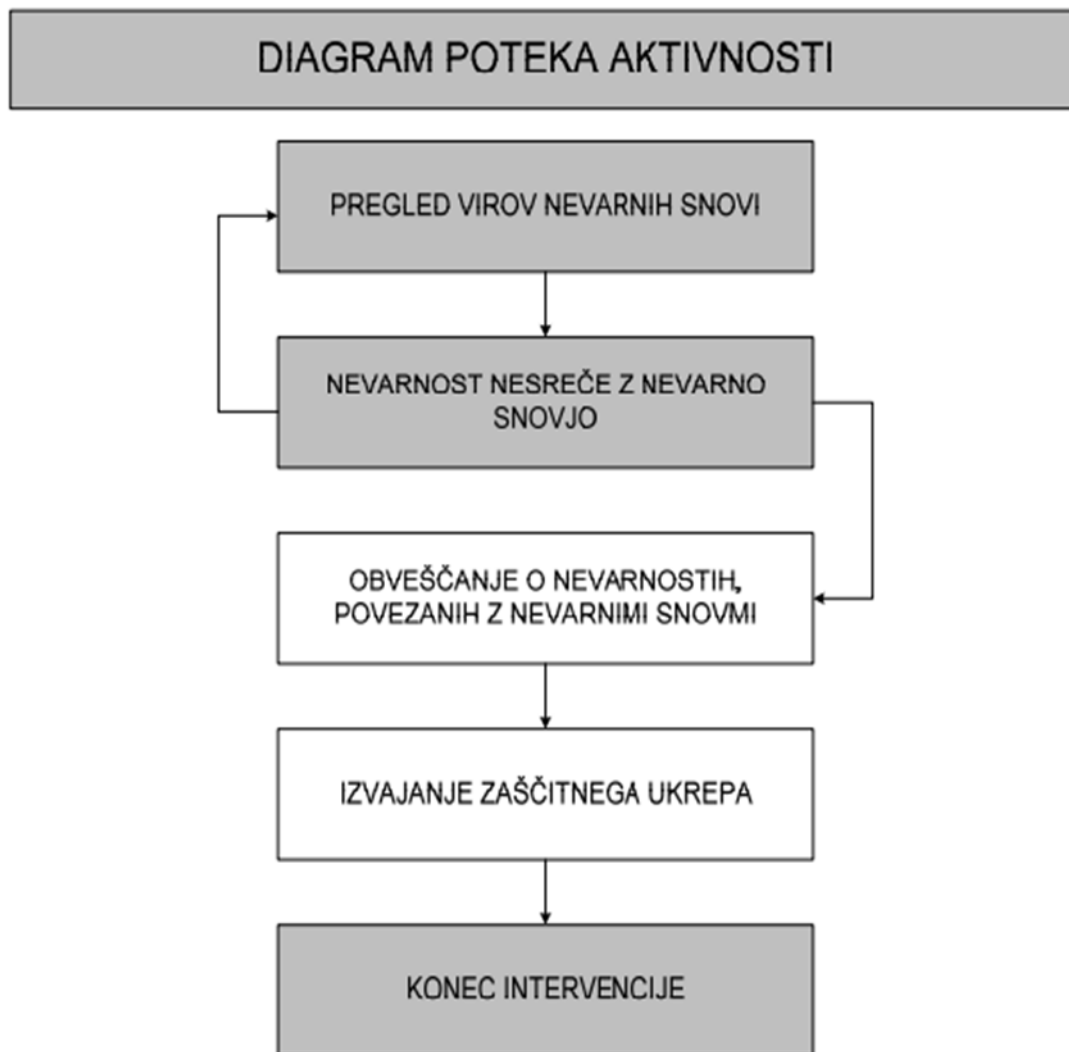 DIAGRAM POTEKA AKTIVNOSTI
PREGLED VIROV NEVARNIH SNOVI
NEVARNOST NESREČE Z NEVARNO
SNOVJO
OBVEŠČANJE O NEVARNOSTIH,
POVEZANIH Z NEVARNIMI SNOVMI
IZVAJANJE ZAŠČITNEGA UKREPA
KONEC INTERVENCIJE